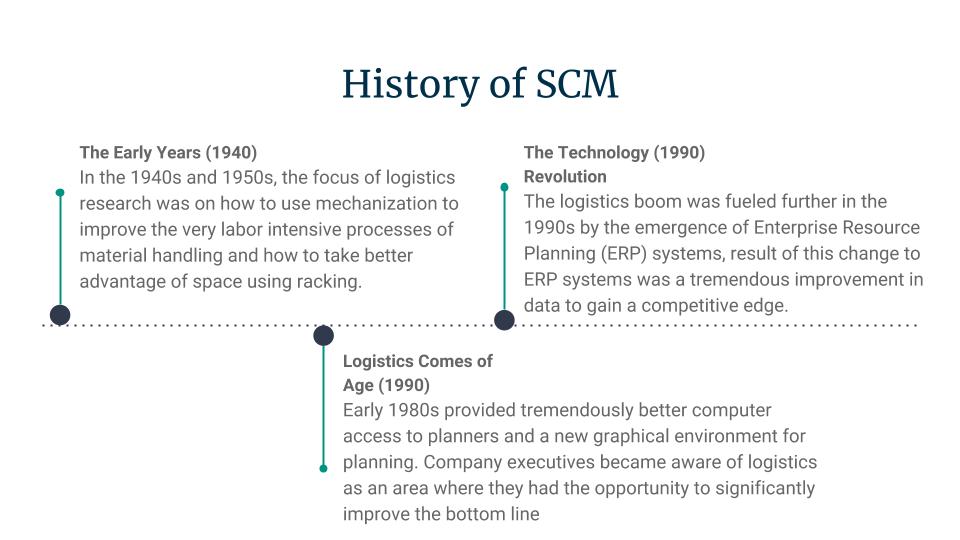 History of SCM
The Early Years (1940)
In the 1940s and 1950s, the focus of logistics
research was on how to use mechanization to
improve the very labor intensive processes of
material handling and how to take better
advantage of space using racking.
The Technology (1990)
Revolution
The logistics boom was fueled further in the
1990s by the emergence of Enterprise Resource
Planning (ERP) systems, result of this change to
ERP systems was a tremendous improvement in
data to gain a competitive edge.
Logistics Comes of
Age (1990)
Early 1980s provided tremendously better computer
access to planners and a new graphical environment for
planning. Company executives became aware of logistics
as an area where they had the opportunity to significantly
improve the bottom line